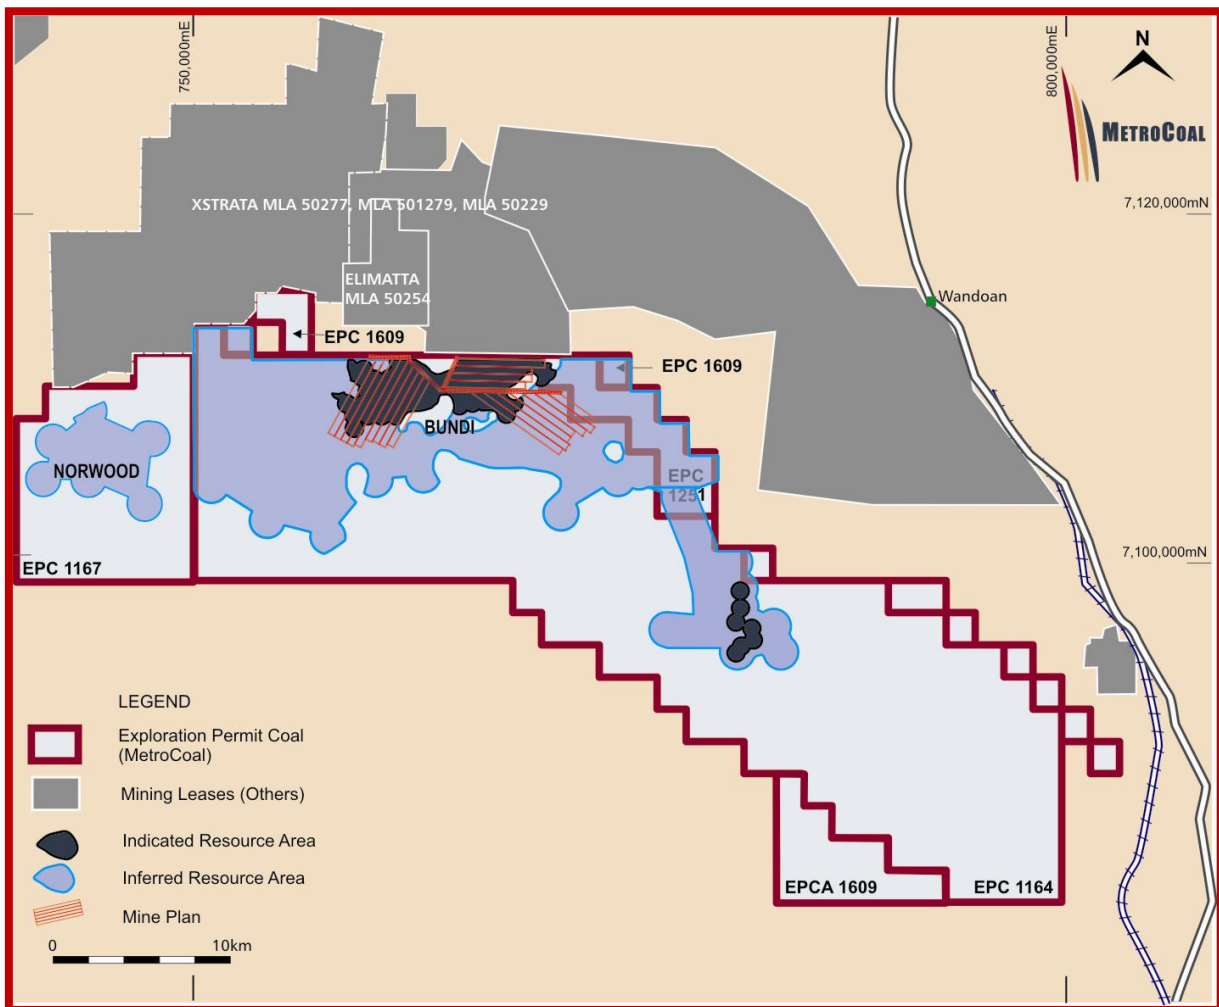 750,000mE
800,000mE
N
METROCOAL
7,120,000mN
XSTRATA MLA 50277, MLA 501279, MLA 50229
ELIMATTA
MLA 50254
Wandoan
EPC 1609
EPC 1609
BUNDI
NORWOOD
EPC
1251
7,100,000mN
EPC 1167
LEGEND
Exploration Permit Coal
(MetroCoal)
Mining Leases (Others)
Indicated Resource Area
Inferred Resource Area
Mine Plan
0 10km
EPCA 1609
EPC 1164